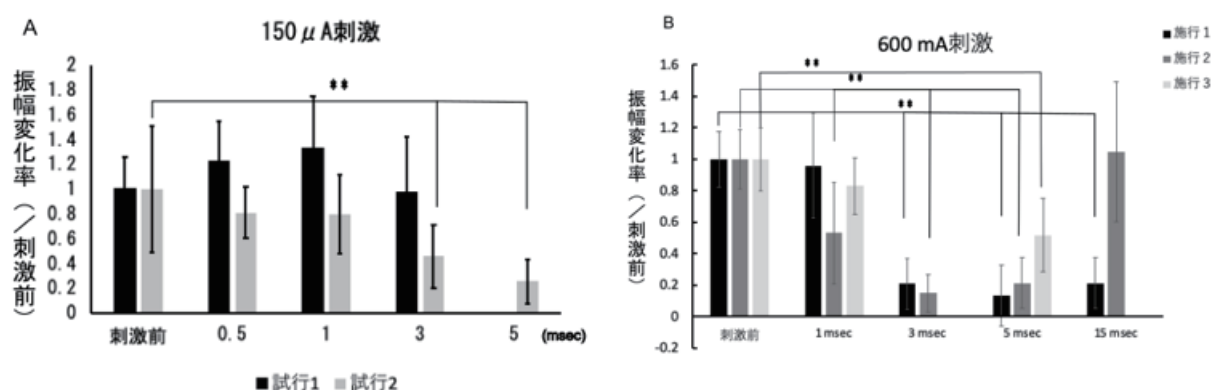 A
150μA刺激
振幅変化率（／刺激前）
2
1.8
1.6
1.4
1.2
1
0.8
0.6
0.4
0.2
0
**
刺激前 0.5 1 3 5 (msec)
■試行1 ■試行2
B
600 mA刺激
■施行1
■施行2
■施行3
振幅変化率（／刺激前）
1.6
1.4
1.2
1
0.8
0.6
0.4
0.2
0
-0.2
**
**
**
刺激前 1 msec 3 msec 5 msec 15 msec